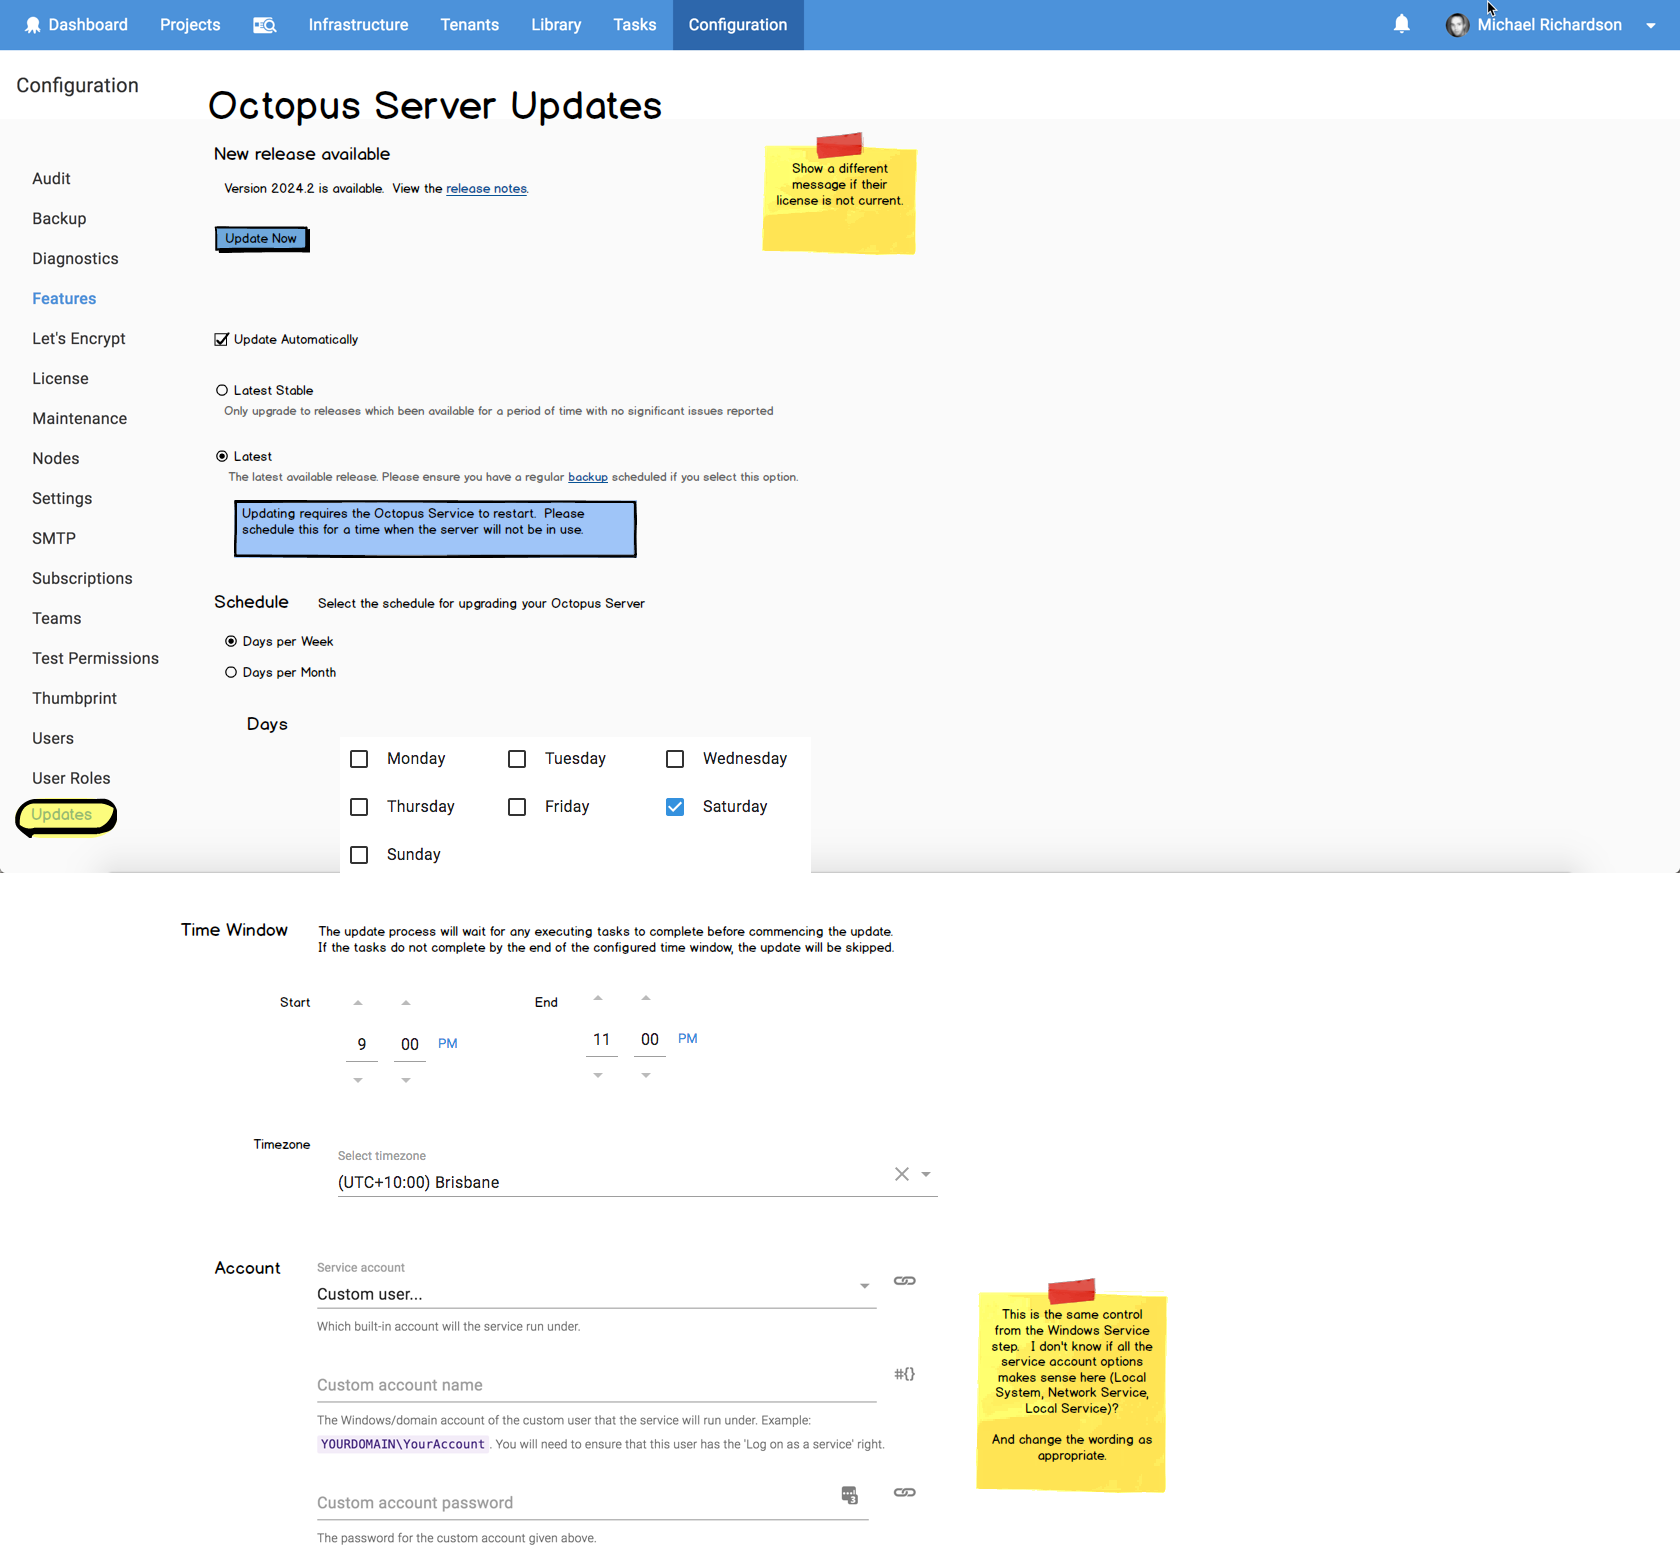 Dashboard Projects Infrastructure Tenants Library Tasks Configuration Michael Richardson
Configuration
Octopus Server Updates
New release available
Version 2024.2 is available. View the release notes.
Update Now
Show a different
message if their
license is not current.
Audit
Backup
Diagnostics
Features
Let's Encrypt
License
Maintenance
Nodes
Settings
SMTP
Subscriptions
Teams
Test Permissions
Thumbprint
Users
User Roles
Updates
Update Automatically
Latest Stable
Only upgrade to releases which been available for a period of time with no significant issues reported
Latest
The latest available release. Please ensure you have a regular backup scheduled if you select this option.
Updating requires the Octopus Service to restart. Please
schedule this for a time when the server will not be in use.
Schedule Select the schedule for upgrading your Octopus Server
Days per Week
Days per Month
Days
Monday Tuesday Wednesday
Thursday Friday Saturday
Sunday
Time Window The update process will wait for any executing tasks to complete before commencing the update.
If the tasks do not complete by the end of the configured time window, the update will be skipped.
Start End
9 00 PM 11 00 PM
Timezone
Select timezone
(UTC+10:00) Brisbane
Account
Service account
Custom user...
Which built-in account will the service run under.
Custom account name
#{}
The Windows/domain account of the custom user that the service will run under. Example:
YOURDOMAIN\YourAccount . You will need to ensure that this user has the 'Log on as a service' right.
Custom account password
3
The password for the custom account given above.
This is the same control
from the Windows Service
step. I don't know if all the
service account options
makes sense here (Local
System, Network Service,
Local Service)?
And change the wording as
appropriate.